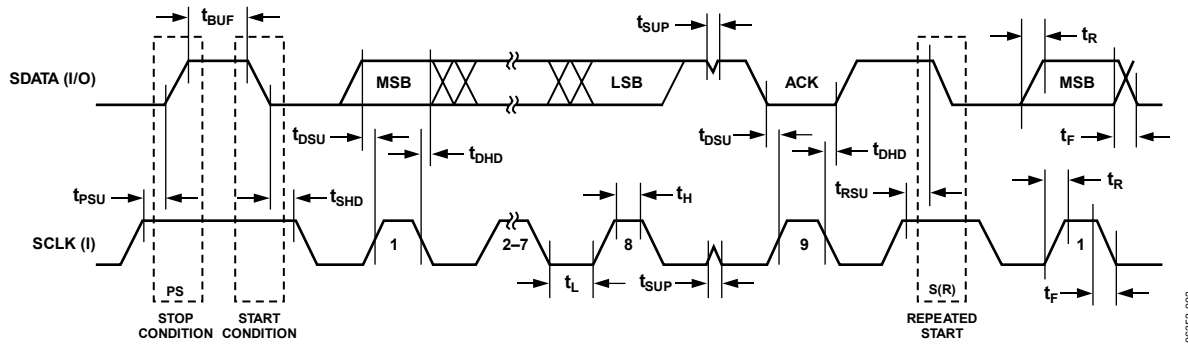 tBUF
tSUP
tR
SDATA (I/O)
MSB
LSB
ACK
MSB
tDSU
tDHD
tDSU
tDHD
tF
tPSU
tSHD
tH
tRSU
tR
SCLK (I)
1
2–7
8
9
1
PS
tL
tSUP
S(R)
tF
STOP
CONDITION
START
CONDITION
REPEATED
START